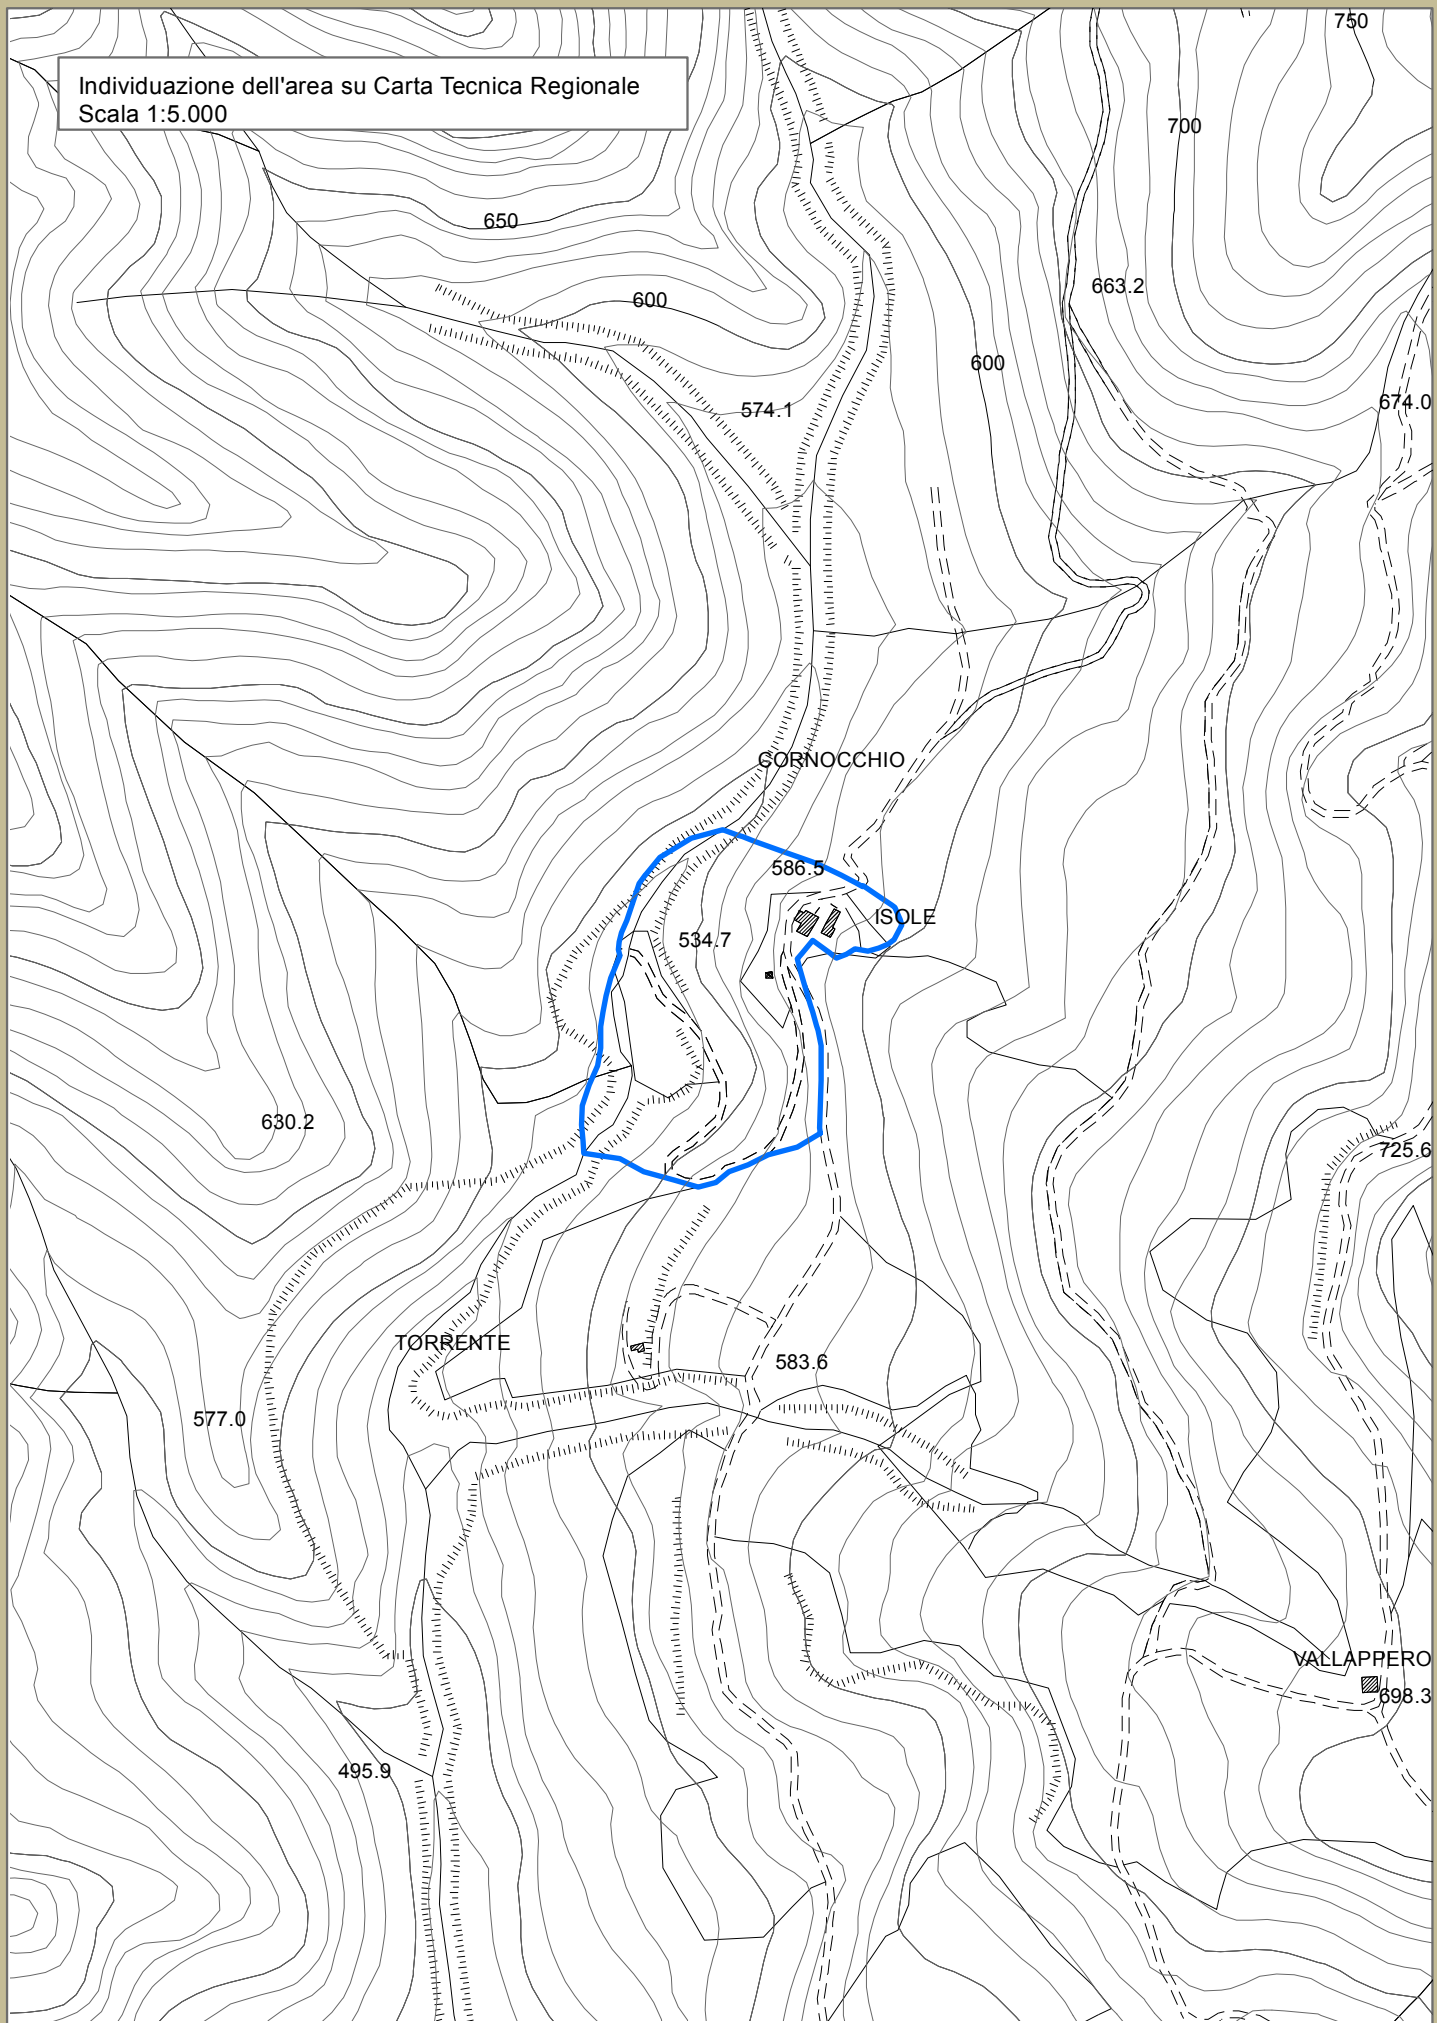 750
Individuazione dell'area su Carta Tecnica Regionale
Scala 1:5.000
700
650
663.2
600
600
674.0
574.1
CORNOCCHIO
586.5
ISOLE
534.7
630.2
725.6
TORRENTE
583.6
577.0
VALLAPPERO
698.3
495.9